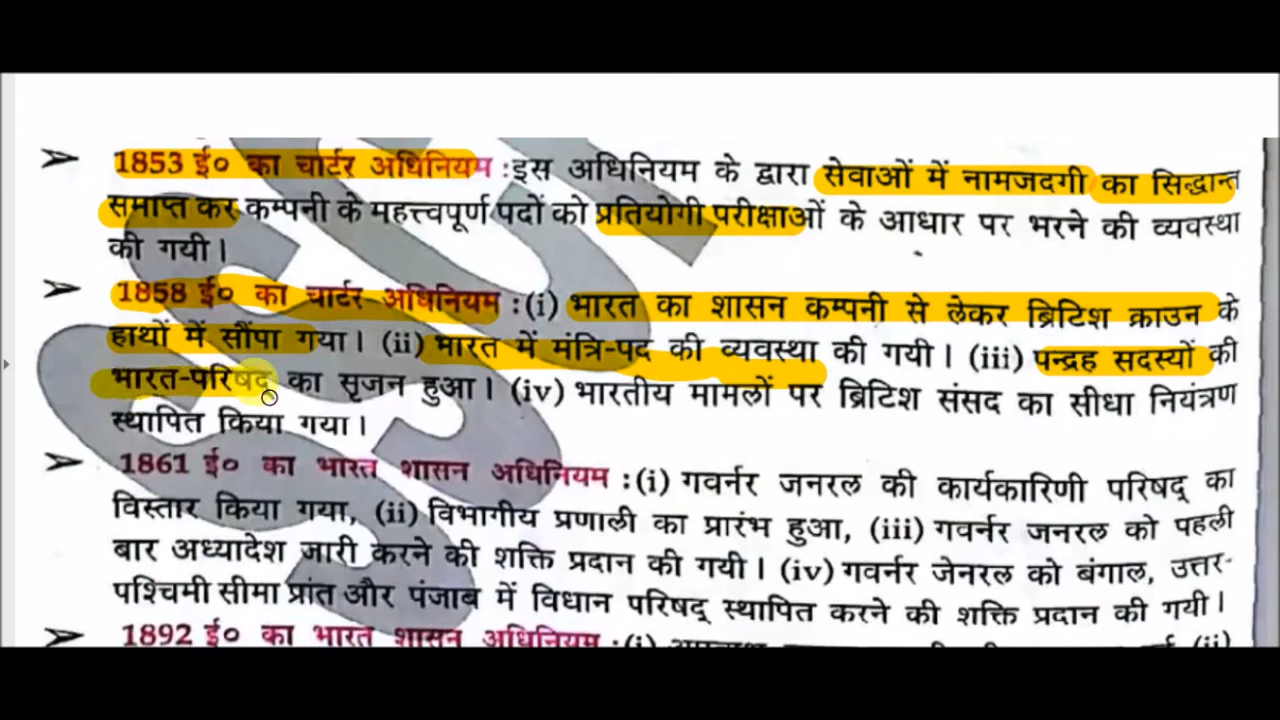 ➤ 1853 ई० का चार्टर अधिनियम : इस अधिनियम के द्वारा सेवाओं में नामजदगी का सिद्धान्त
समाप्त कर कम्पनी के महत्त्वपूर्ण पदों को प्रतियोगी परीक्षाओं के आधार पर भरने की व्यवस्था
की गयी।
➤ 1858 ई० का चार्टर अधिनियम : (i) भारत का शासन कम्पनी से लेकर ब्रिटिश क्राउन के
हाथों में सौंपा गया। (ii) भारत में मंत्रि-पद की व्यवस्था की गयी। (iii) पन्द्रह सदस्यों की
भारत-परिषद् का सृजन हुआ। (iv) भारतीय मामलों पर ब्रिटिश संसद का सीधा नियंत्रण
स्थापित किया गया।
➤ 1861 ई० का भारत शासन अधिनियम : (i) गवर्नर जनरल की कार्यकारिणी परिषद् का
विस्तार किया गया, (ii) विभागीय प्रणाली का प्रारंभ हुआ, (iii) गवर्नर जनरल को पहली
बार अध्यादेश जारी करने की शक्ति प्रदान की गयी। (iv) गवर्नर जेनरल को बंगाल, उत्तर-
पश्चिमी सीमा प्रांत और पंजाब में विधान परिषद् स्थापित करने की शक्ति प्रदान की गयी।
➤ 1892 ई० का भारत शासन अधिनियम : (i) (ii)